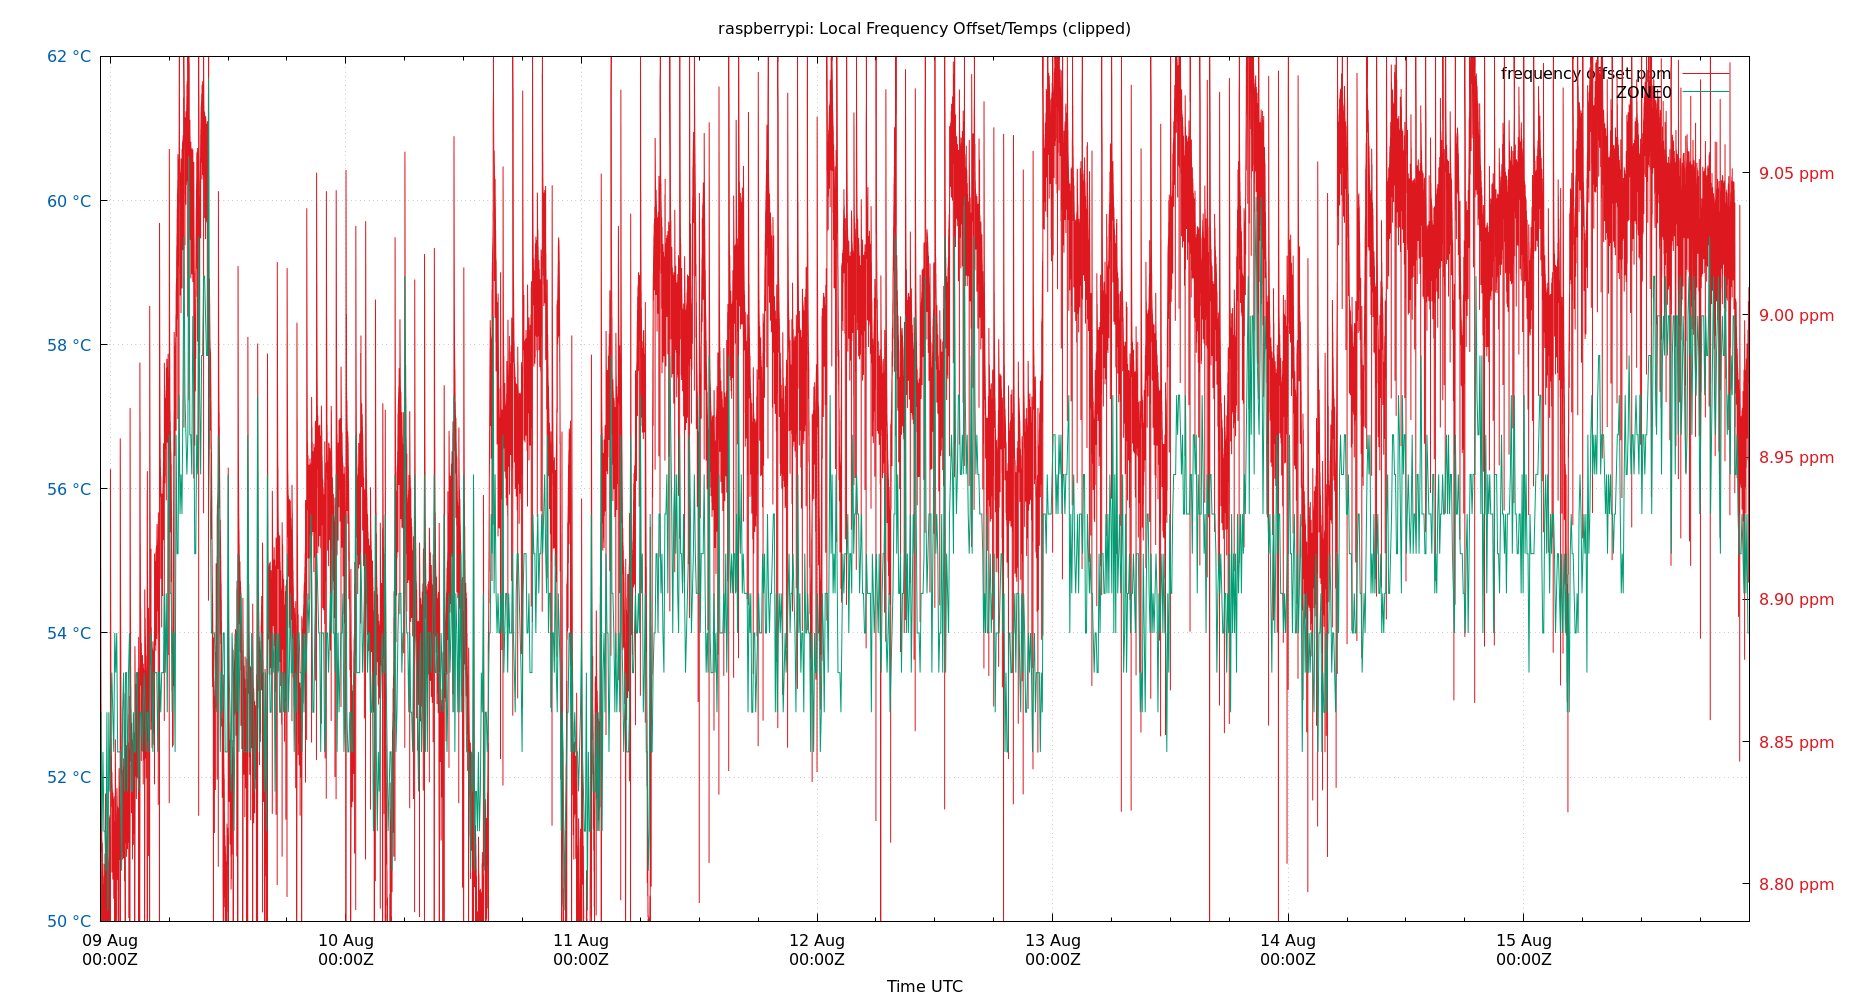 raspberrypi: Local Frequency Offset/Temps (clipped)
frequency offset ppm
ZONE0
62 °C
60 °C
58 °C
56 °C
54 °C
52 °C
50 °C
9.05 ppm
9.00 ppm
8.95 ppm
8.90 ppm
8.85 ppm
8.80 ppm
09 Aug 10 Aug 11 Aug 12 Aug 13 Aug 14 Aug 15 Aug
00:00Z 00:00Z 00:00Z 00:00Z 00:00Z 00:00Z 00:00Z
Time UTC